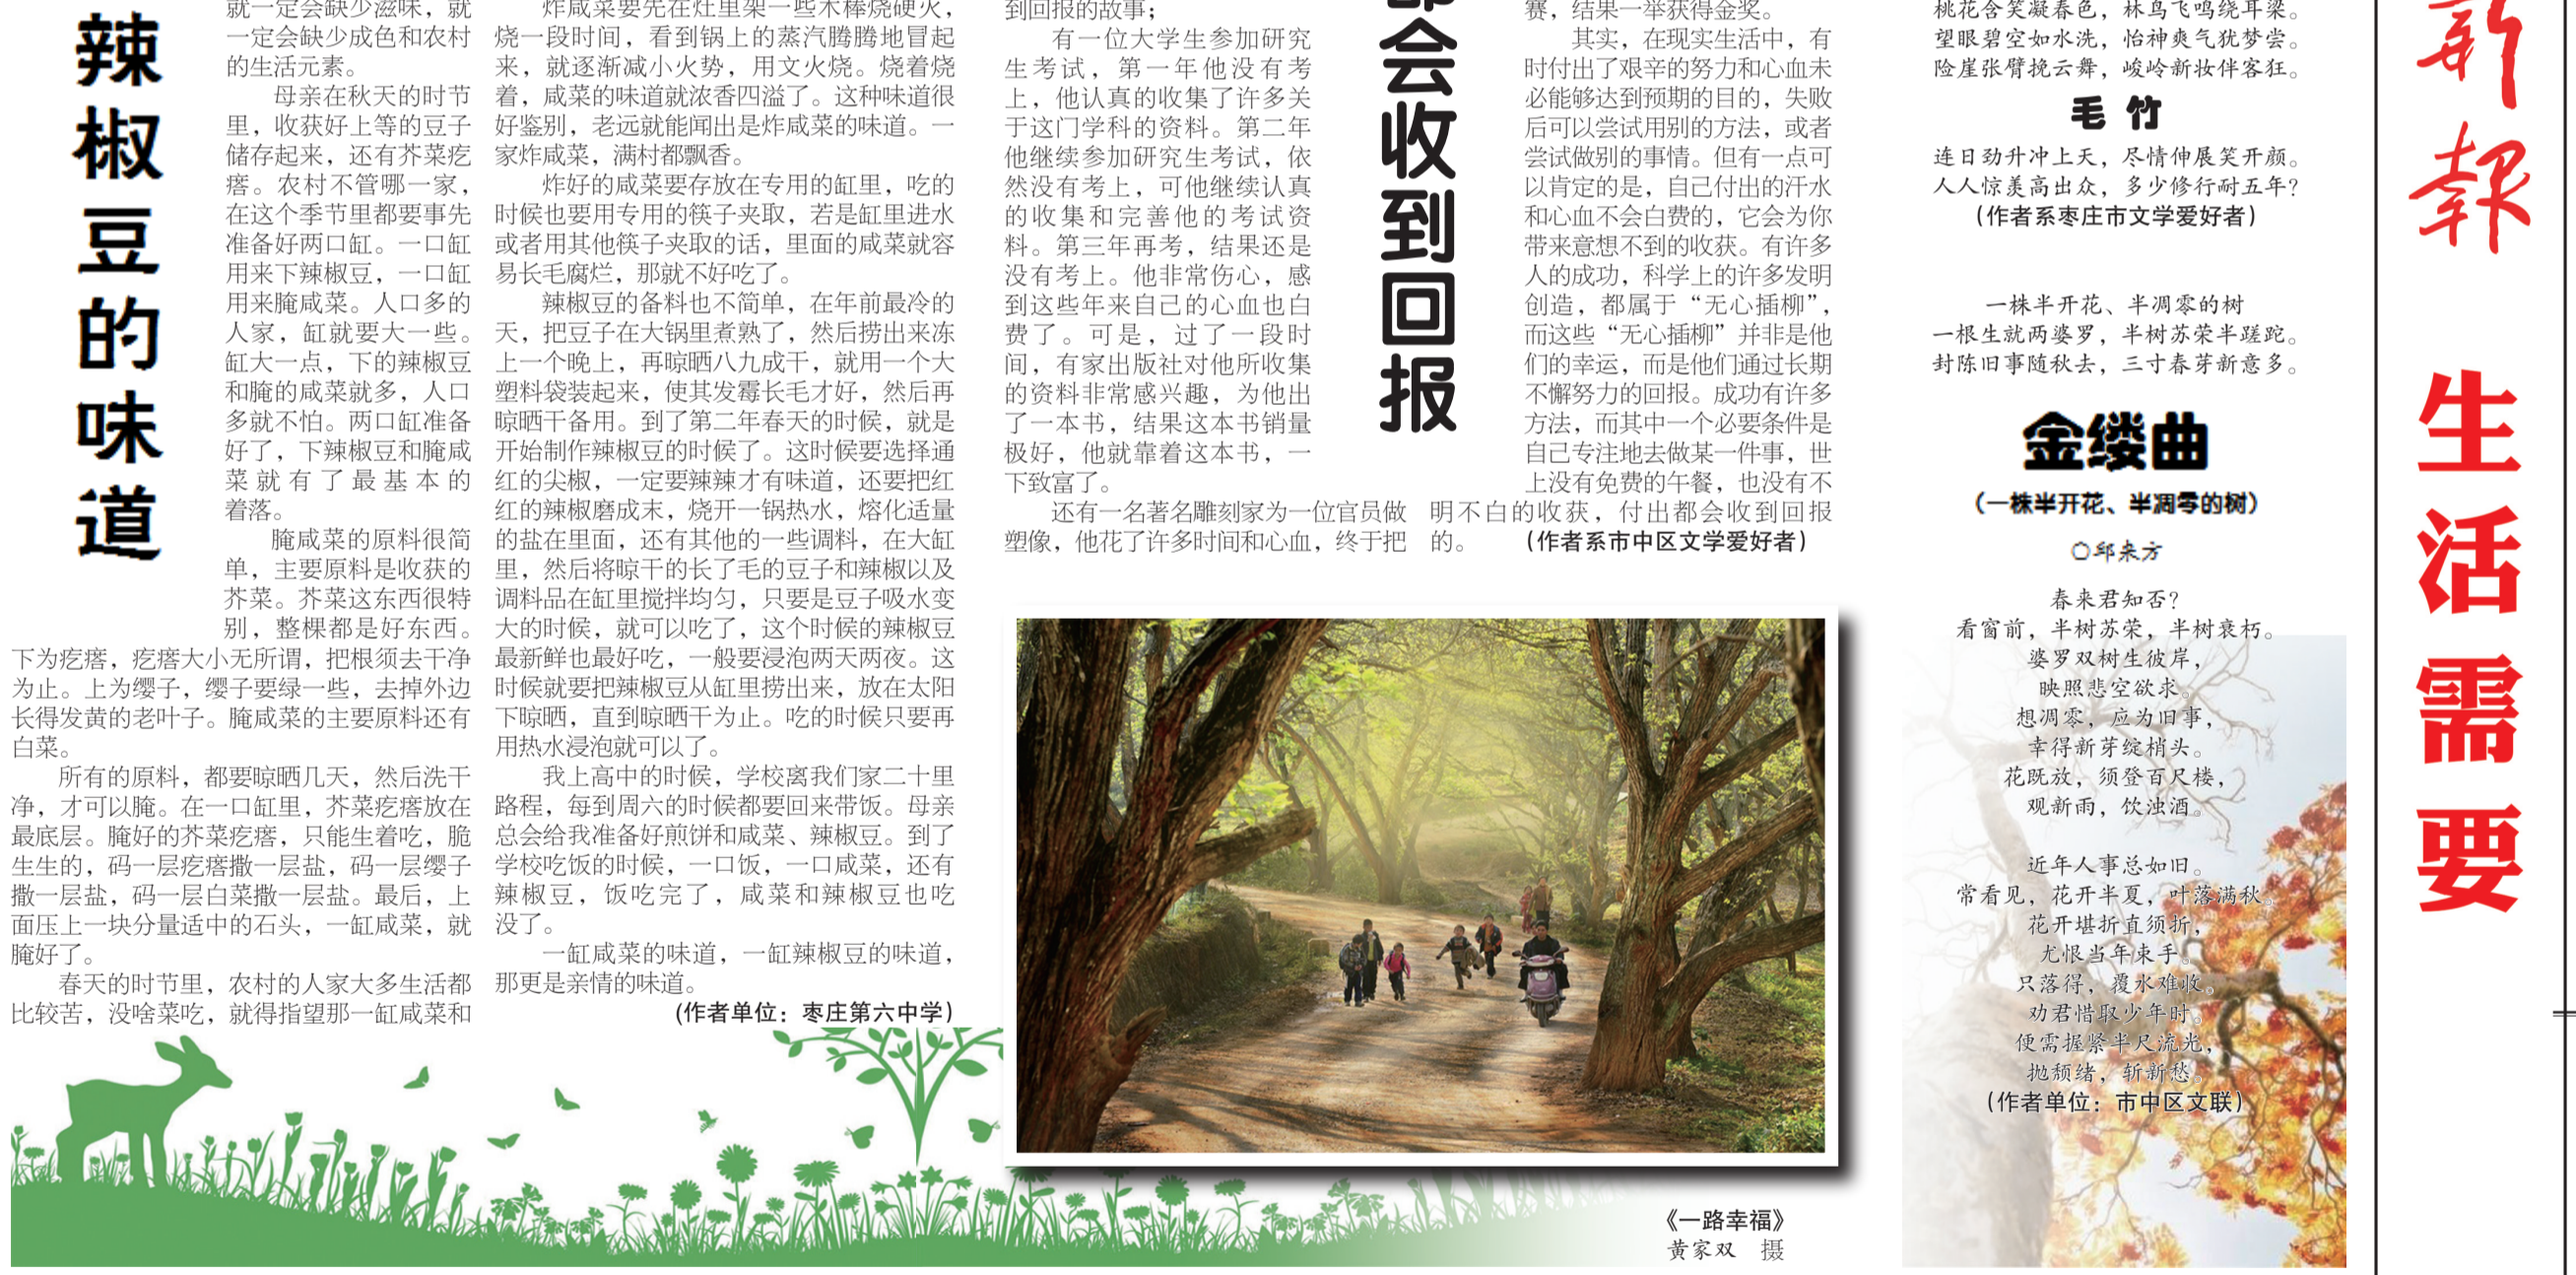 辣椒豆的味道
就一定会缺少滋味，就
一定会缺少成色和农村
的生活元素。
母亲在秋天的时节
里，收获好上等的豆子
储存起来，还有芥菜疙
瘩。农村不管哪一家，
在这个季节里都要事先
准备好两口缸。一口缸
用来下辣椒豆，一口缸
用来腌咸菜。人口多的
人家，缸就要大一些。
缸大一点，下的辣椒豆
和腌的咸菜就多，人口
多就不怕。两口缸准备
好了，下辣椒豆和腌咸
菜就有了最基本的
着落。
腌咸菜的原料很简
单，主要原料是收获的
芥菜。芥菜这东西很特
别，整棵都是好东西。
下为疙瘩，疙瘩大小无所谓，把根须去干净
为止。上为缨子，缨子要绿一些，去掉外边
长得发黄的老叶子。腌咸菜的主要原料还有
白菜。
所有的原料，都要晾晒几天，然后洗干
净，才可以腌。在一口缸里，芥菜疙瘩放在
最底层。腌好的芥菜疙瘩，只能生着吃，脆
生生的，码一层疙瘩撒一层盐，码一层缨子
撒一层盐，码一层白菜撒一层盐。最后，上
面压上一块分量适中的石头，一缸咸菜，就
腌好了。
春天的时节里，农村的人家大多生活都
比较苦，没啥菜吃，就得指望那一缸咸菜和
炸咸菜要先在灶里架一些木棒烧硬火，
烧一段时间，看到锅上的蒸汽腾腾地冒起
来，就逐渐减小火势，用文火烧。烧着烧
着，咸菜的味道就浓香四溢了。这种味道很
好鉴别，老远就能闻出是炸咸菜的味道。一
家炸咸菜，满村都飘香。
炸好的咸菜要存放在专用的缸里，吃的
时候也要用专用的筷子夹取，若是缸里进水
或者用其他筷子夹取的话，里面的咸菜就容
易长毛腐烂，那就不好吃了。
辣椒豆的备料也不简单，在年前最冷的
天，把豆子在大锅里煮熟了，然后捞出来冻
上一个晚上，再晾晒八九成干，就用一个大
塑料袋装起来，使其发霉长毛才好，然后再
晾晒干备用。到了第二年春天的时候，就是
开始制作辣椒豆的时候了。这时候要选择通
红的尖椒，一定要辣辣才有味道，还要把红
红的辣椒磨成末，烧开一锅热水，熔化适量
的盐在里面，还有其他的一些调料，在大缸
里，然后将晾干的长了毛的豆子和辣椒以及
调料品在缸里搅拌均匀，只要是豆子吸水变
大的时候，就可以吃了，这个时候的辣椒豆
最新鲜也最好吃，一般要浸泡两天两夜。这
时候就要把辣椒豆从缸里捞出来，放在太阳
下晾晒，直到晾晒干为止。吃的时候只要再
用热水浸泡就可以了。
我上高中的时候，学校离我们家二十里
路程，每到周六的时候都要回来带饭。母亲
总会给我准备好煎饼和咸菜、辣椒豆。到了
学校吃饭的时候，一口饭，一口咸菜，还有
辣椒豆，饭吃完了，咸菜和辣椒豆也吃
没了。
一缸咸菜的味道，一缸辣椒豆的味道，
那更是亲情的味道。
(作者单位：枣庄第六中学)
到回报的故事；
有一位大学生参加研究
生考试，第一年他没有考
上，他认真的收集了许多关
于这门学科的资料。第二年
他继续参加研究生考试，依
然没有考上，可他继续认真
的收集和完善他的考试资
料。第三年再考，结果还是
没有考上。他非常伤心，感
到这些年来自己的心血也白
费了。可是，过了一段时
间，有家出版社对他所收集
的资料非常感兴趣，为他出
了一本书，结果这本书销量
极好，他就靠着这本书，一
下致富了。
还有一名著名雕刻家为一位官员做
塑像，他花了许多时间和心血，终于把
都会收到回报
赛，结果一举获得金奖。
其实，在现实生活中，有
时付出了艰辛的努力和心血未
必能够达到预期的目的，失败
后可以尝试用别的方法，或者
尝试做别的事情。但有一点可
以肯定的是，自己付出的汗水
和心血不会白费的，它会为你
带来意想不到的收获。有许多
人的成功，科学上的许多发明
创造，都属于“无心插柳”，
而这些“无心插柳”并非是他
们的幸运，而是他们通过长期
不懈努力的回报。成功有许多
方法，而其中一个必要条件是
自己专注地去做某一件事，世
上没有免费的午餐，也没有不
明不白的收获，付出都会收到回报
的。 (作者系市中区文学爱好者)
《一路幸福》
黄家双 摄
桃花含笑凝春色，林鸟飞鸣绕耳梁。
望眼碧空如水洗，怡神爽气犹梦尝。
险崖张臂挽云舞，峻岭新妆伴客狂。
毛竹
连日劲升冲上天，尽情伸展笑开颜。
人人惊羡高出众，多少修行耐五年？
(作者系枣庄市文学爱好者)
一株半开花、半凋零的树
一根生就两婆罗，半树苏荣半蹉跎。
封陈旧事随秋去，三寸春芽新意多。
金缕曲
(一株半开花、半凋零的树)
○邱来方
春来君知否？
看窗前，半树苏荣，半树衰朽。
婆罗双树生彼岸，
映照悲空欲求。
想凋零，应为旧事，
幸得新芽绽梢头。
花既放，须登百尺楼，
观新雨，饮浊酒。
近年人事总如旧。
常看见，花开半夏，叶落满秋。
花开堪折直须折，
尤恨当年束手。
只落得，覆水难收。
劝君惜取少年时。
便需握紧半尺流光，
抛颓绪，斩新愁。
(作者单位：市中区文联)
新报
生活需要